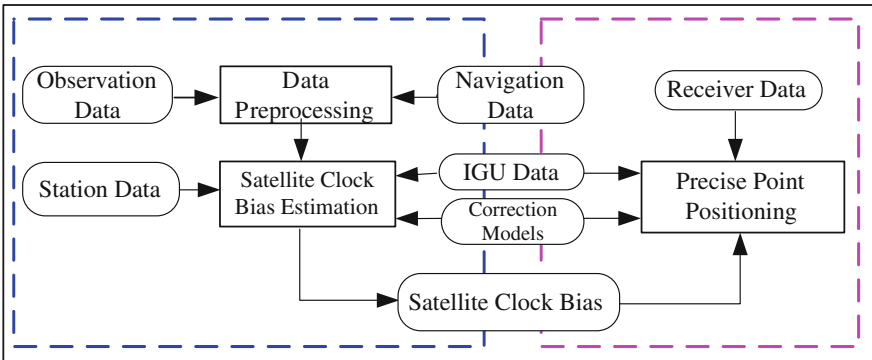 Observation
Data
Data
Preprocessing
Navigation
Data
Receiver Data
Station Data
Satellite Clock
Bias Estimation
IGU Data
Correction
Models
Precise Point
Positioning
Satellite Clock Bias